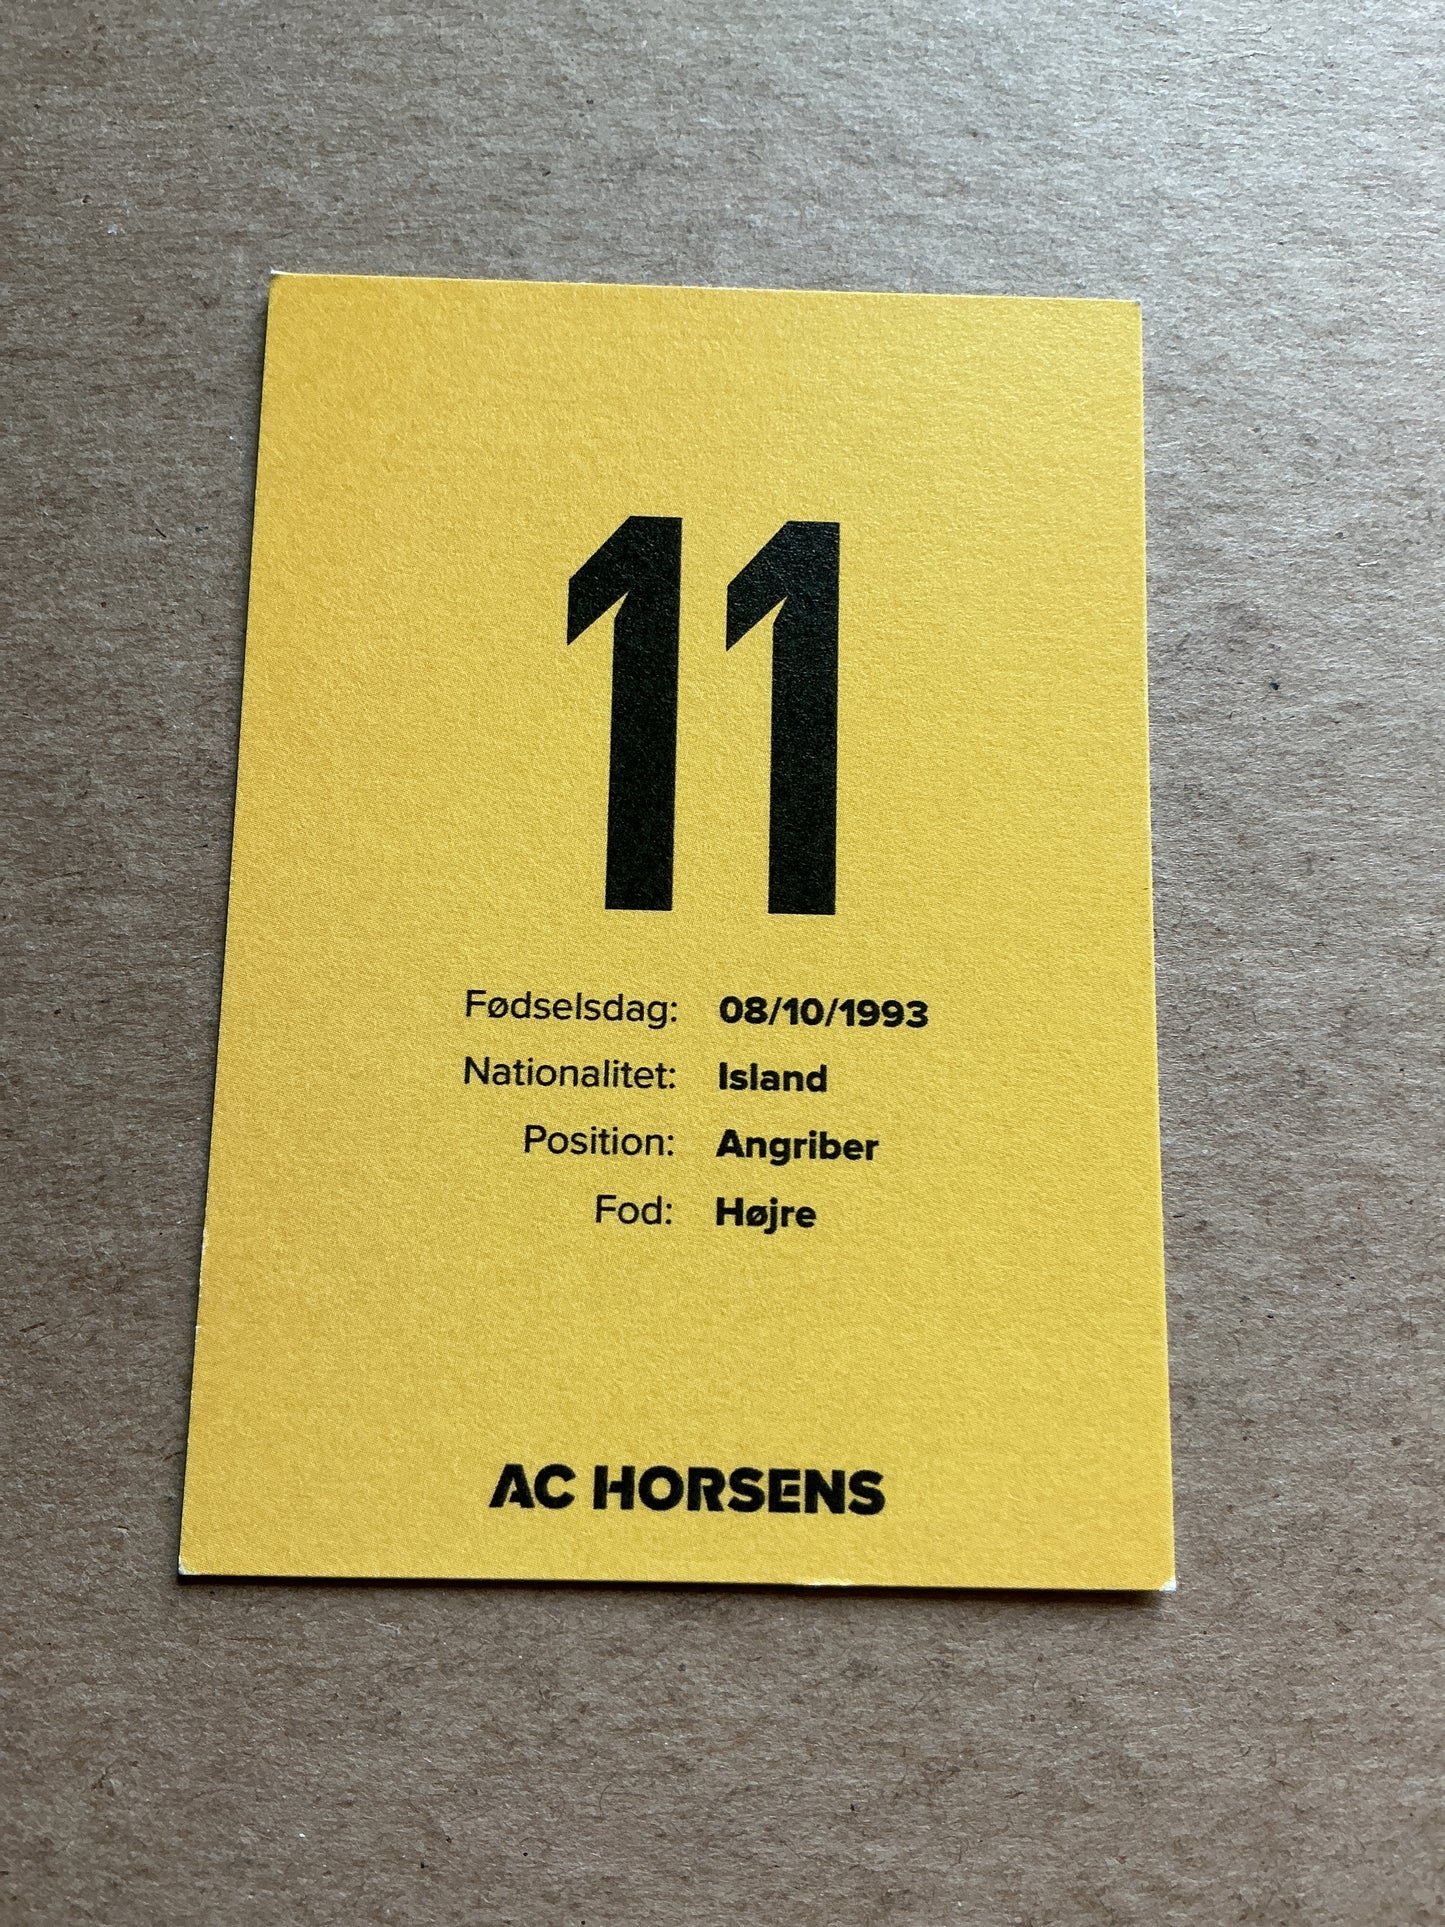 11
Fødselsdag: 08/10/1993
Nationalitet: Island
Position: Angriber
Fod: Højre
AC HORSENS